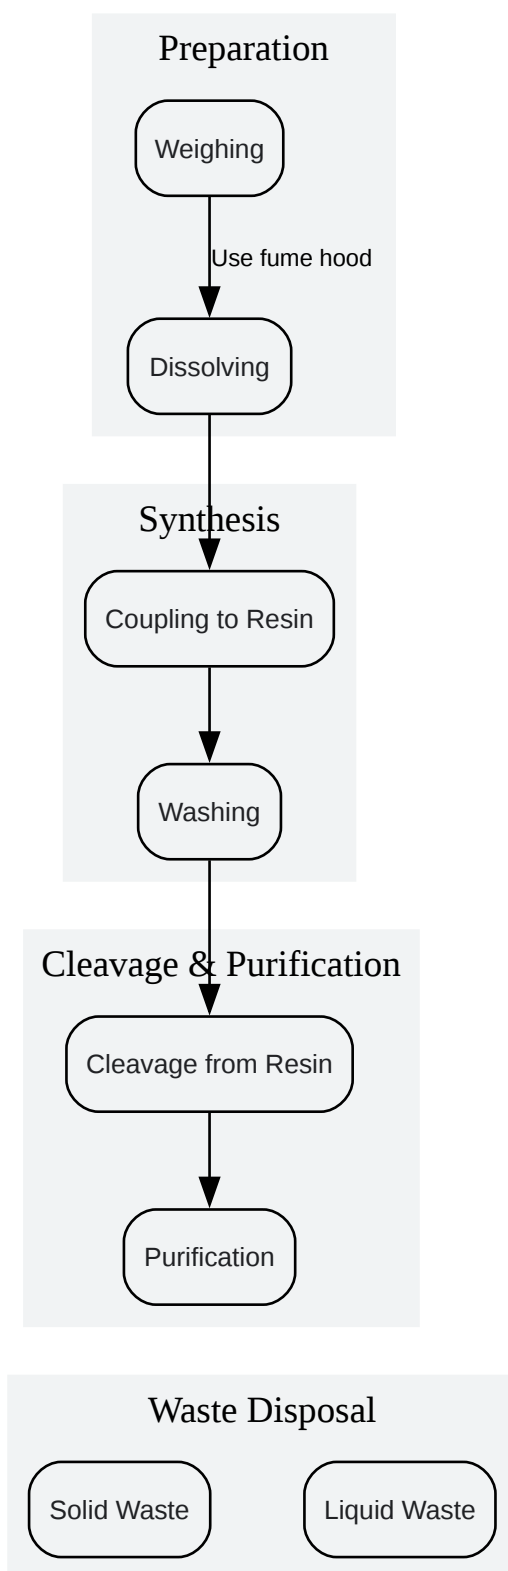 Preparation
Weighing
Use fume hood
Dissolving
Synthesis
Coupling to Resin
Washing
Cleavage & Purification
Cleavage from Resin
Purification
Waste Disposal
Solid Waste
Liquid Waste